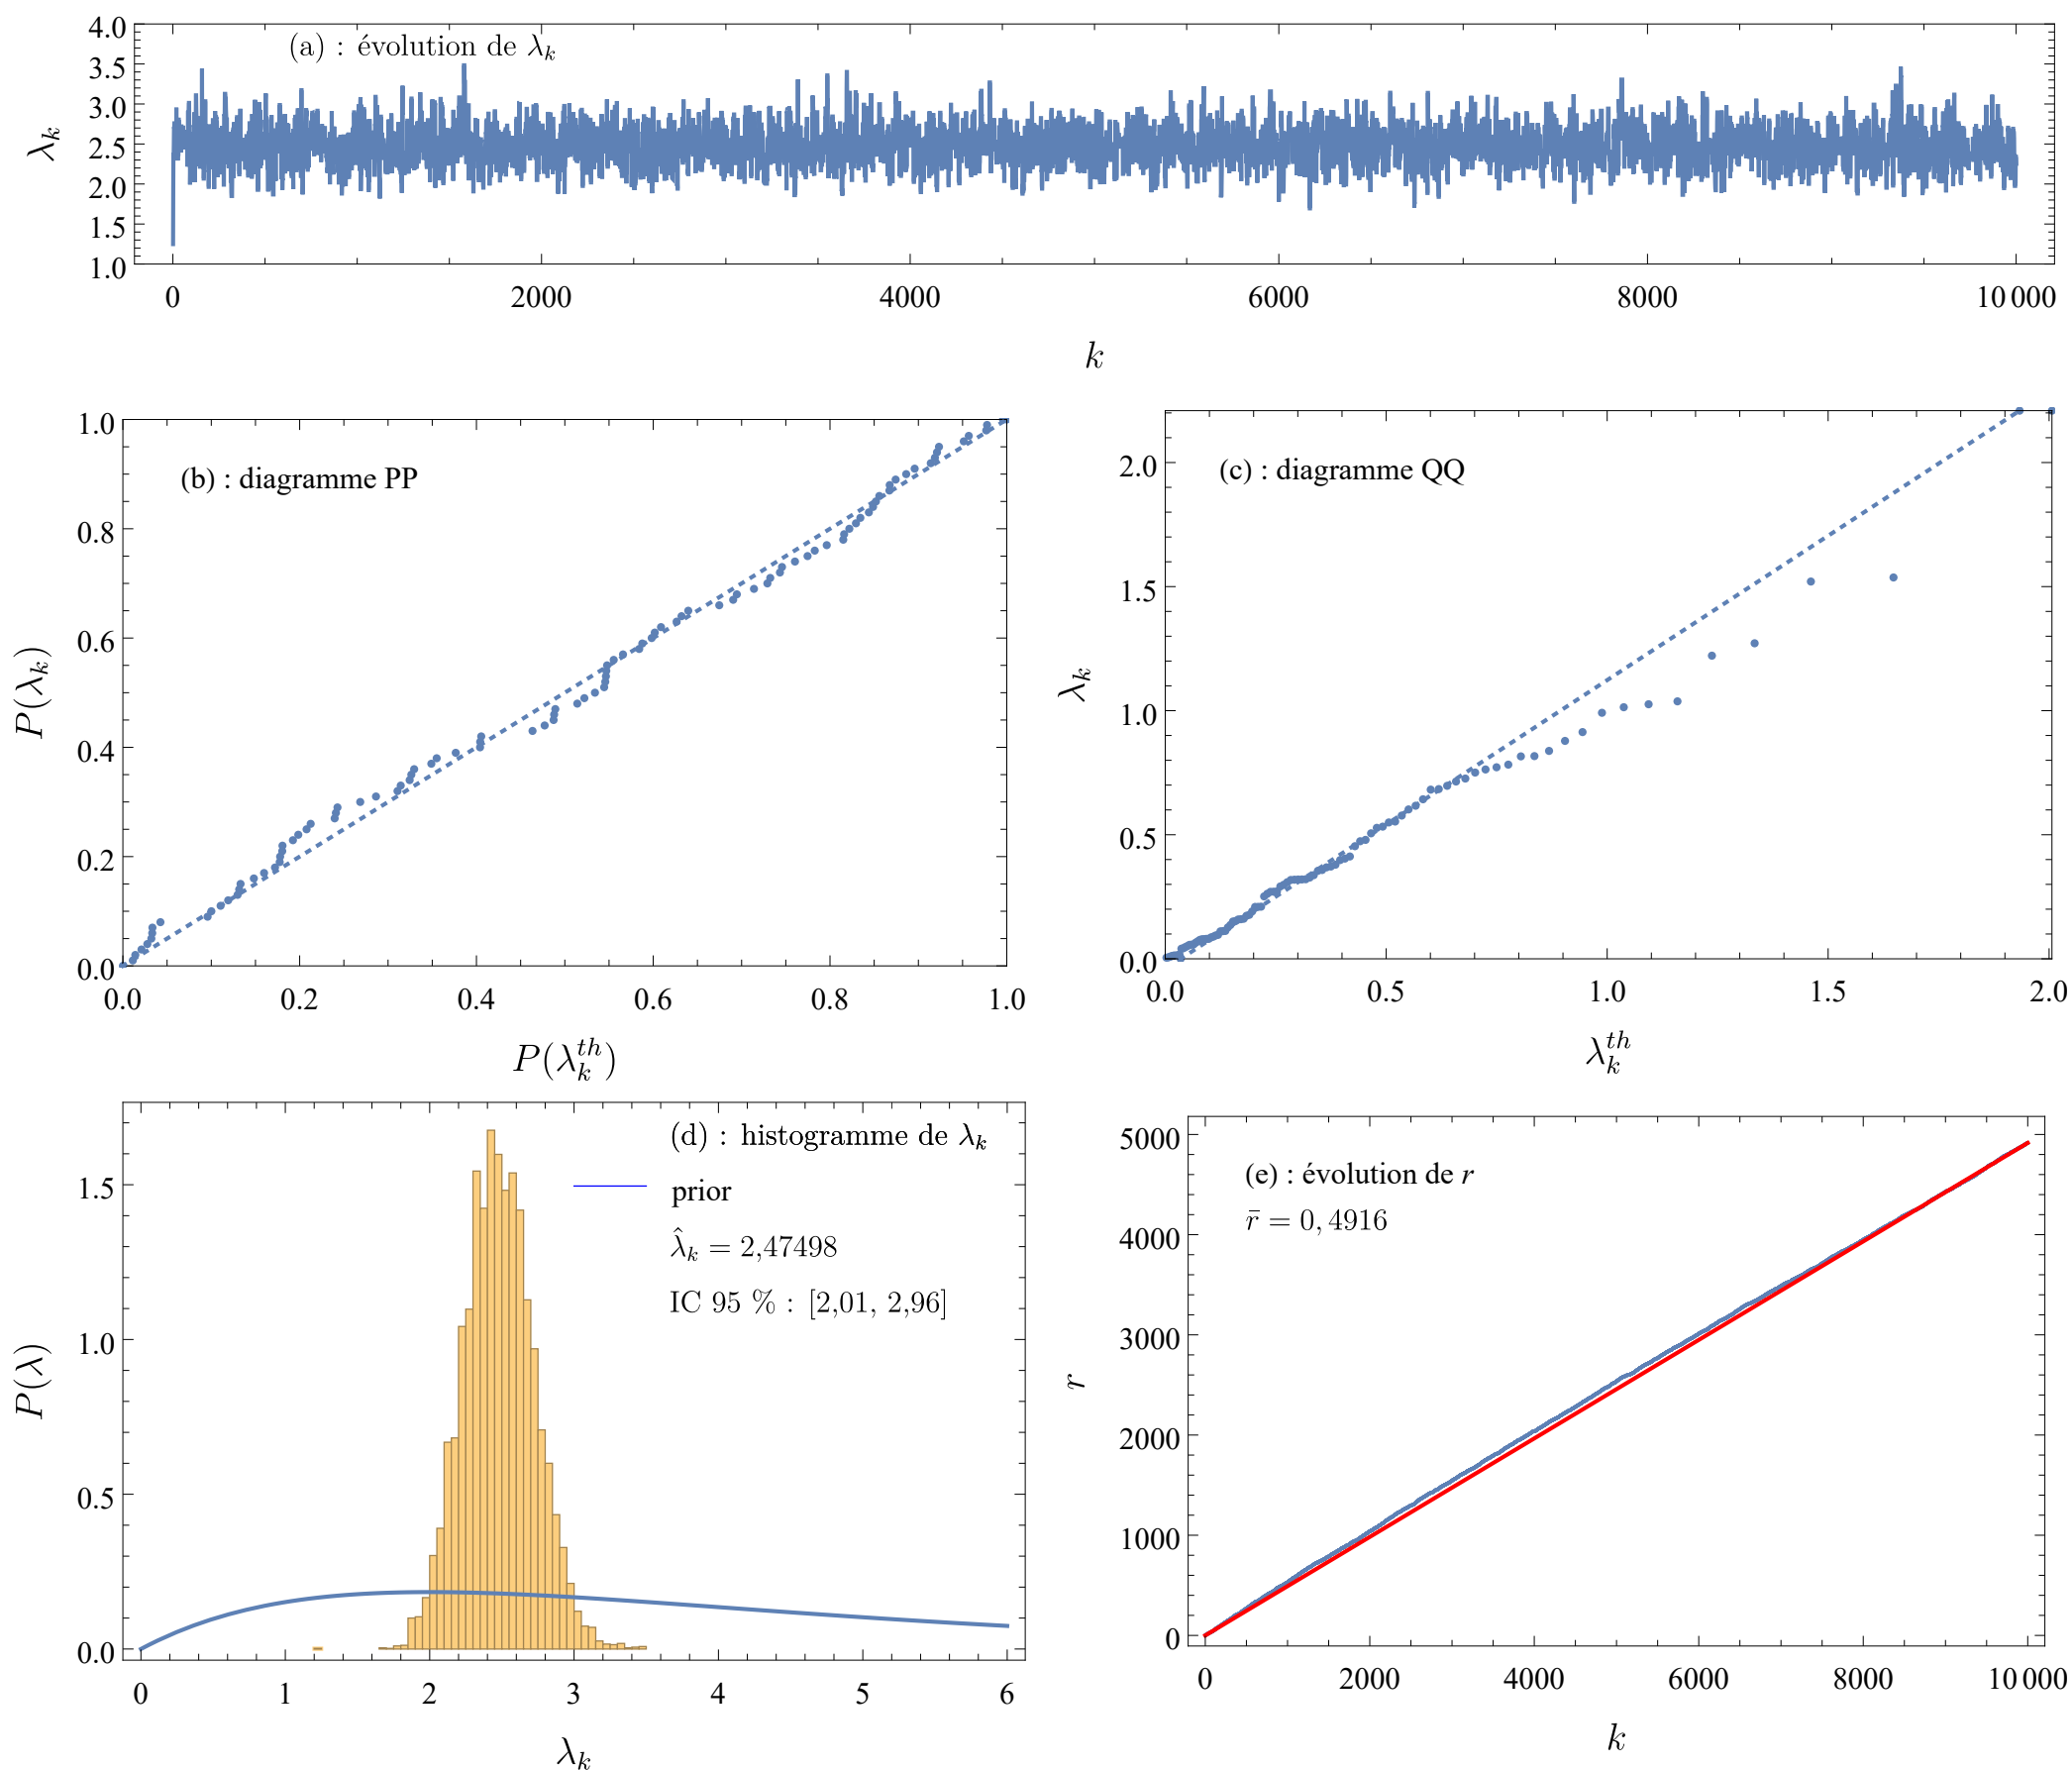 (a) : évolution de λ_k
4.0
3.5
3.0
2.5
2.0
1.5
1.0
λ_k
0 2000 4000 6000 8000 10 000
k
(b) : diagramme PP
1.0
0.8
0.6
0.4
0.2
0.0
P(λ_k)
0.0 0.2 0.4 0.6 0.8 1.0
P(λ_k^{th})
(c) : diagramme QQ
2.0
1.5
1.0
0.5
0.0
λ_k
0.0 0.5 1.0 1.5 2.0
λ_k^{th}
(d) : histogramme de λ_k
prior
λ̂_k = 2,47498
IC 95 % : [2,01, 2,96]
1.5
1.0
0.5
0.0
P(λ)
0 1 2 3 4 5 6
λ_k
(e) : évolution de r
r̄ = 0, 4916
5000
4000
3000
2000
1000
0
r
0 2000 4000 6000 8000 10 000
k